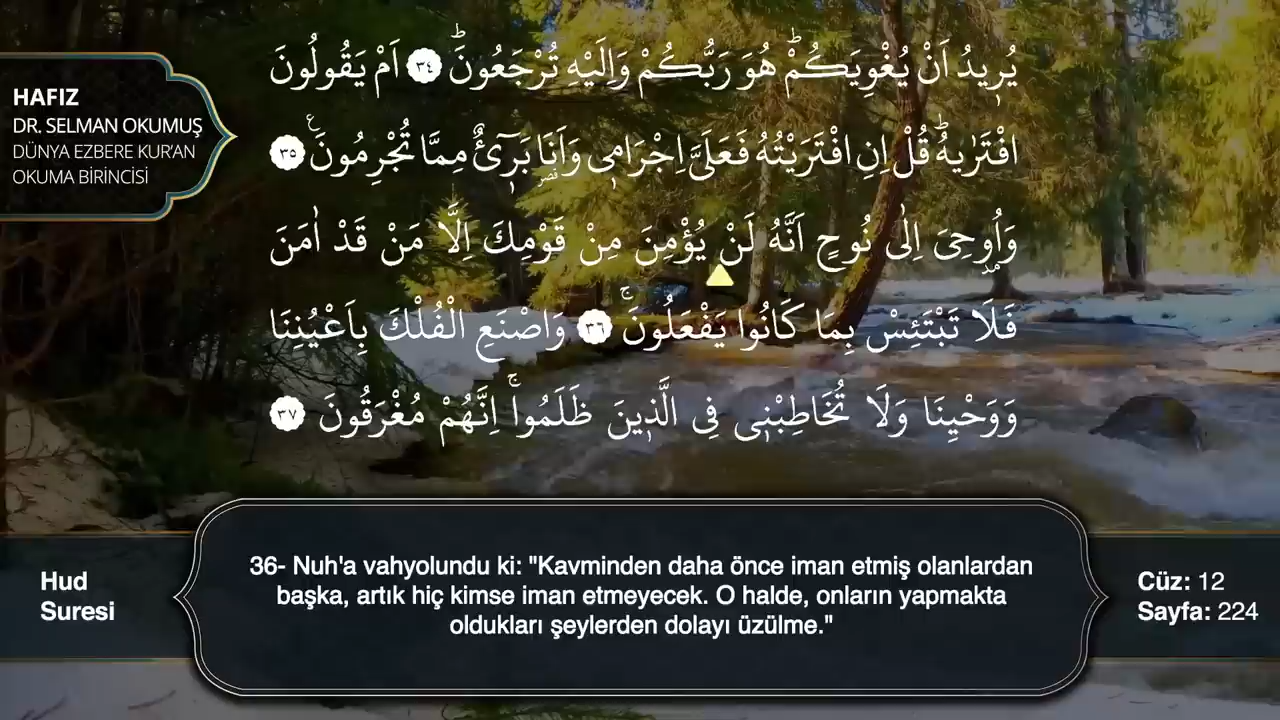 يُرِيدُ اَنْ يُغْوِيَكُمْۜ هُوَ رَبُّكُمْ وَاِلَيْهِ تُرْجَعُونَۜ ﴿٣٤﴾ اَمْ يَقُولُونَ
افْتَرٰيهُۜ قُلْ اِنِ افْتَرَيْتُهُ فَعَلَيَّ اِجْرَام۪ي وَاَنَا۬ بَر۪ٓيءٌ مِمَّا تُجْرِمُونَ۟ ﴿٣٥﴾
وَاُو۫حِيَ اِلٰى نُوحٍ اَنَّهُ لَنْ يُؤْمِنَ مِنْ قَوْمِكَ اِلَّا مَنْ قَدْ اٰمَنَ
فَلَا تَبْتَئِسْ بِمَا كَانُوا يَفْعَلُونَۚ ﴿٣٦﴾ وَاصْنَعِ الْفُلْكَ بِاَعْيُنِنَا
وَوَحْيِنَا وَلَا تُخَاطِبْن۪ي فِي الَّذ۪ينَ ظَلَمُواۚ اِنَّهُمْ مُغْرَقُونَ ﴿٣٧﴾
HAFIZ
DR. SELMAN OKUMUŞ
DÜNYA EZBERE KUR'AN
OKUMA BİRİNCİSİ
36- Nuh'a vahyolundu ki: "Kavminden daha önce iman etmiş olanlardan
başka, artık hiç kimse iman etmeyecek. O halde, onların yapmakta
oldukları şeylerden dolayı üzülme."
Hud
Suresi
Cüz: 12
Sayfa: 224